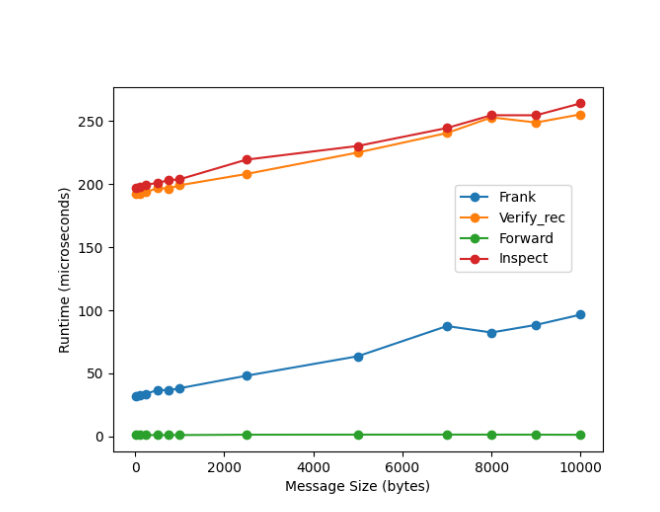 250
200
150
100
50
0
Runtime (microseconds)
Frank
Verify_rec
Forward
Inspect
0 2000 4000 6000 8000 10000
Message Size (bytes)